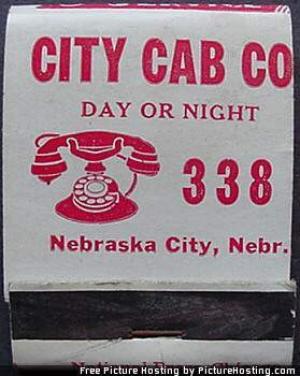 CITY CAB CO
DAY OR NIGHT
338
Nebraska City, Nebr.
Free Picture Hosting by PictureHosting.com